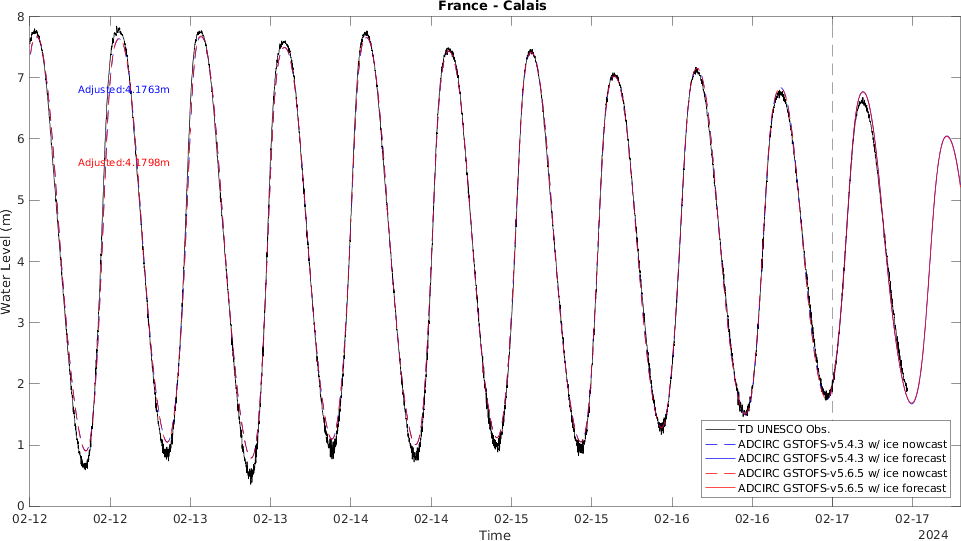 France - Calais
8
7
6
5
4
3
2
1
0
Water Level (m)
Adjusted:4.1763m
Adjusted:4.1798m
TD UNESCO Obs.
ADCIRC GSTOFS-v5.4.3 w/ ice nowcast
ADCIRC GSTOFS-v5.4.3 w/ ice forecast
ADCIRC GSTOFS-v5.6.5 w/ ice nowcast
ADCIRC GSTOFS-v5.6.5 w/ ice forecast
02-12 02-12 02-13 02-13 02-14 02-14 02-15 02-15 02-16 02-16 02-17 02-17
Time
2024